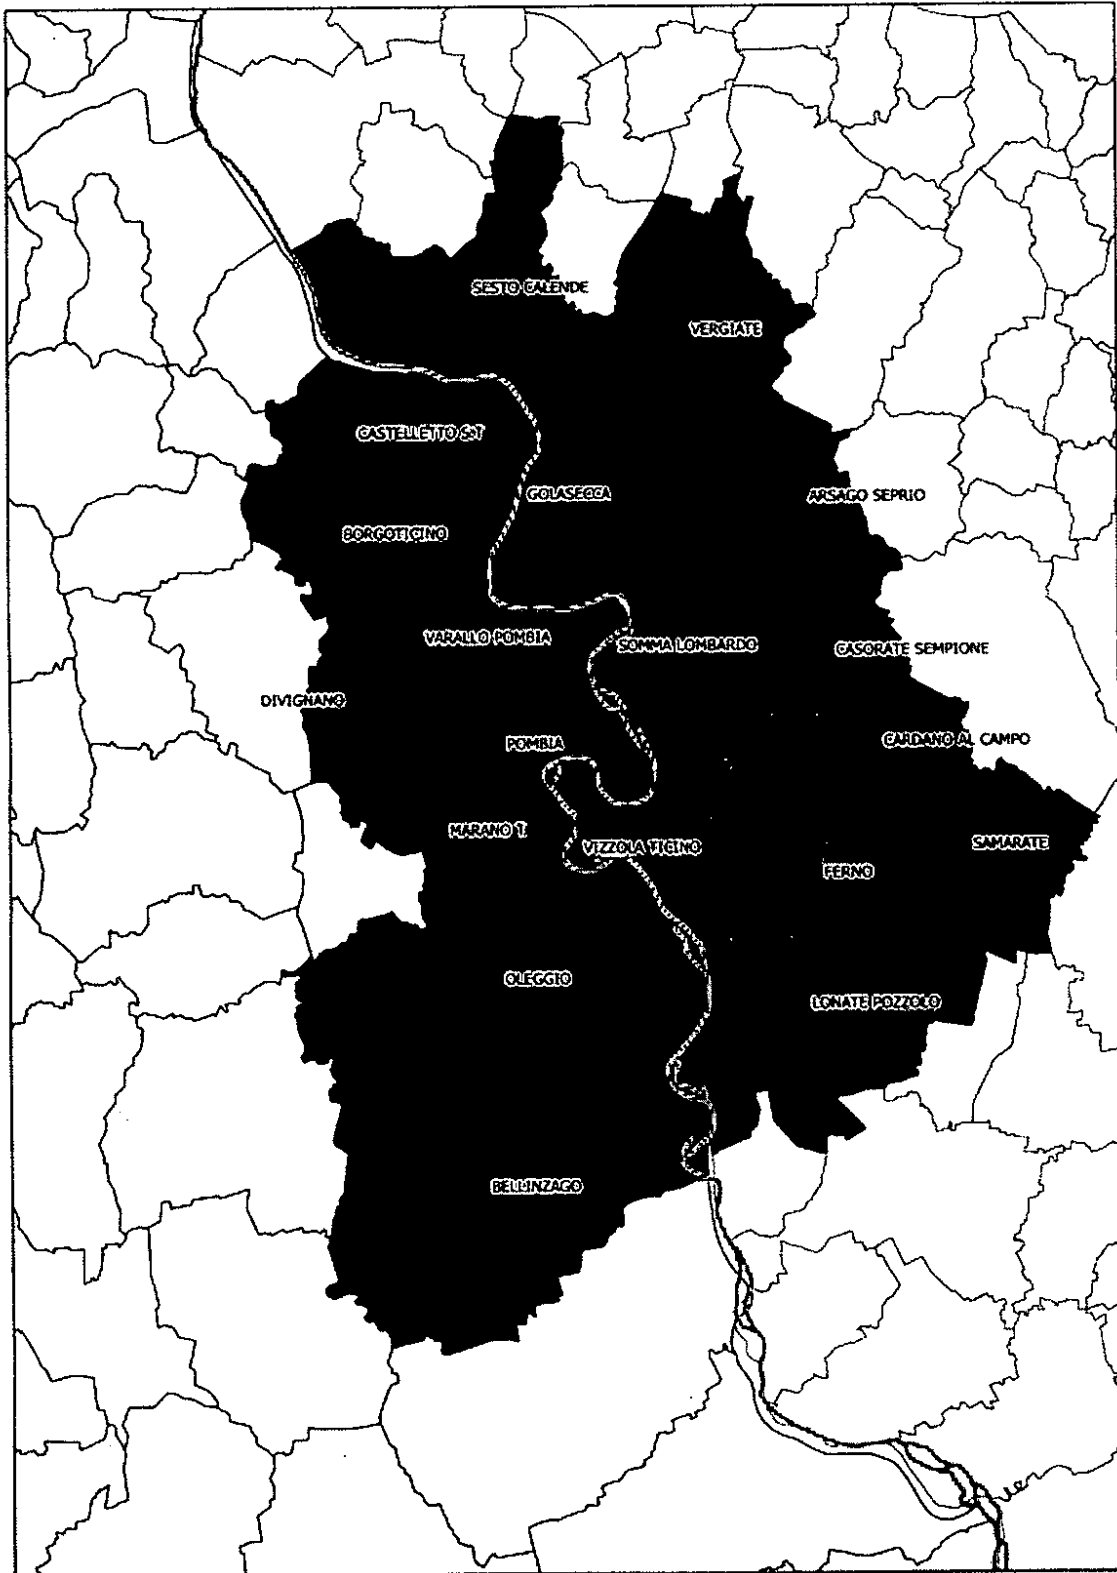 SESTO CALENDE
VERGIATE
CASTELLETTO S.T
GOLASECCA
ARSAGO SEPRIO
BORGOTICINO
VARALLO POMBIA
SOMMA LOMBARDO
CASORATE SEMPIONE
DIVIGNANO
CARDANO AL CAMPO
POMBIA
MARANO T.
VIZZOLA TICINO
SAMARATE
FERNO
OLEGGIO
LONATE POZZOLO
BELLINZAGO